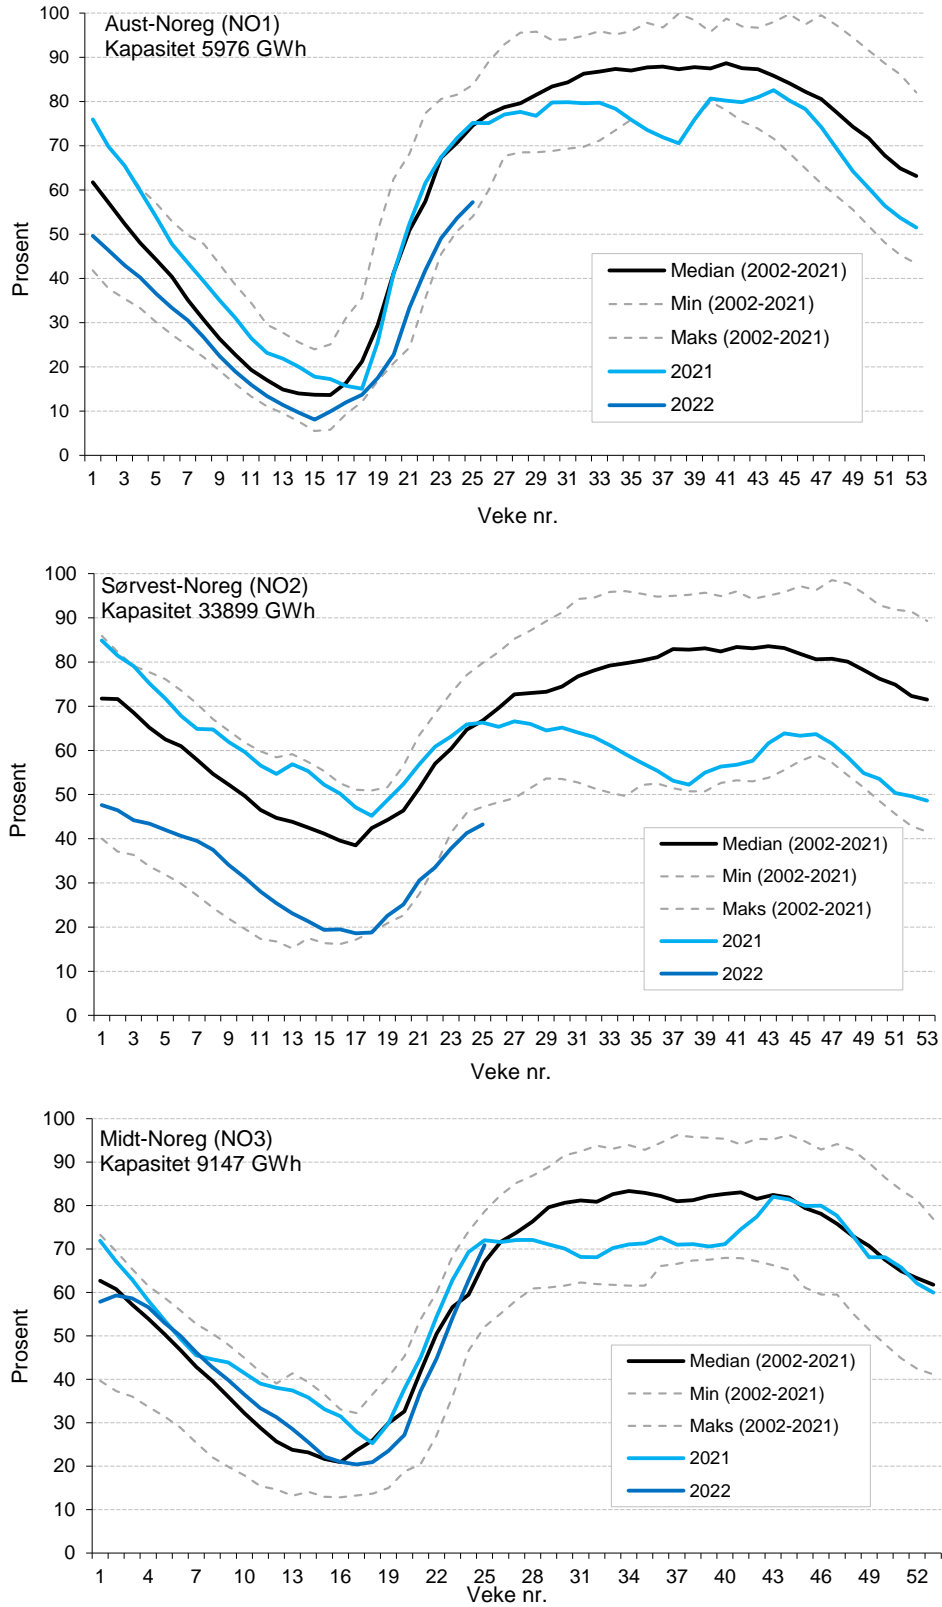 Aust-Noreg (NO1)
Kapasitet 5976 GWh
100
90
80
70
60
50
40
30
20
10
0
Prosent
Median (2002-2021)
Min (2002-2021)
Maks (2002-2021)
2021
2022
1 3 5 7 9 11 13 15 17 19 21 23 25 27 29 31 33 35 37 39 41 43 45 47 49 51 53
Veke nr.
Sørvest-Noreg (NO2)
Kapasitet 33899 GWh
100
90
80
70
60
50
40
30
20
10
0
Prosent
Median (2002-2021)
Min (2002-2021)
Maks (2002-2021)
2021
2022
1 3 5 7 9 11 13 15 17 19 21 23 25 27 29 31 33 35 37 39 41 43 45 47 49 51 53
Veke nr.
Midt-Noreg (NO3)
Kapasitet 9147 GWh
100
90
80
70
60
50
40
30
20
10
0
Prosent
Median (2002-2021)
Min (2002-2021)
Maks (2002-2021)
2021
2022
1 4 7 10 13 16 19 22 25 28 31 34 37 40 43 46 49 52
Veke nr.